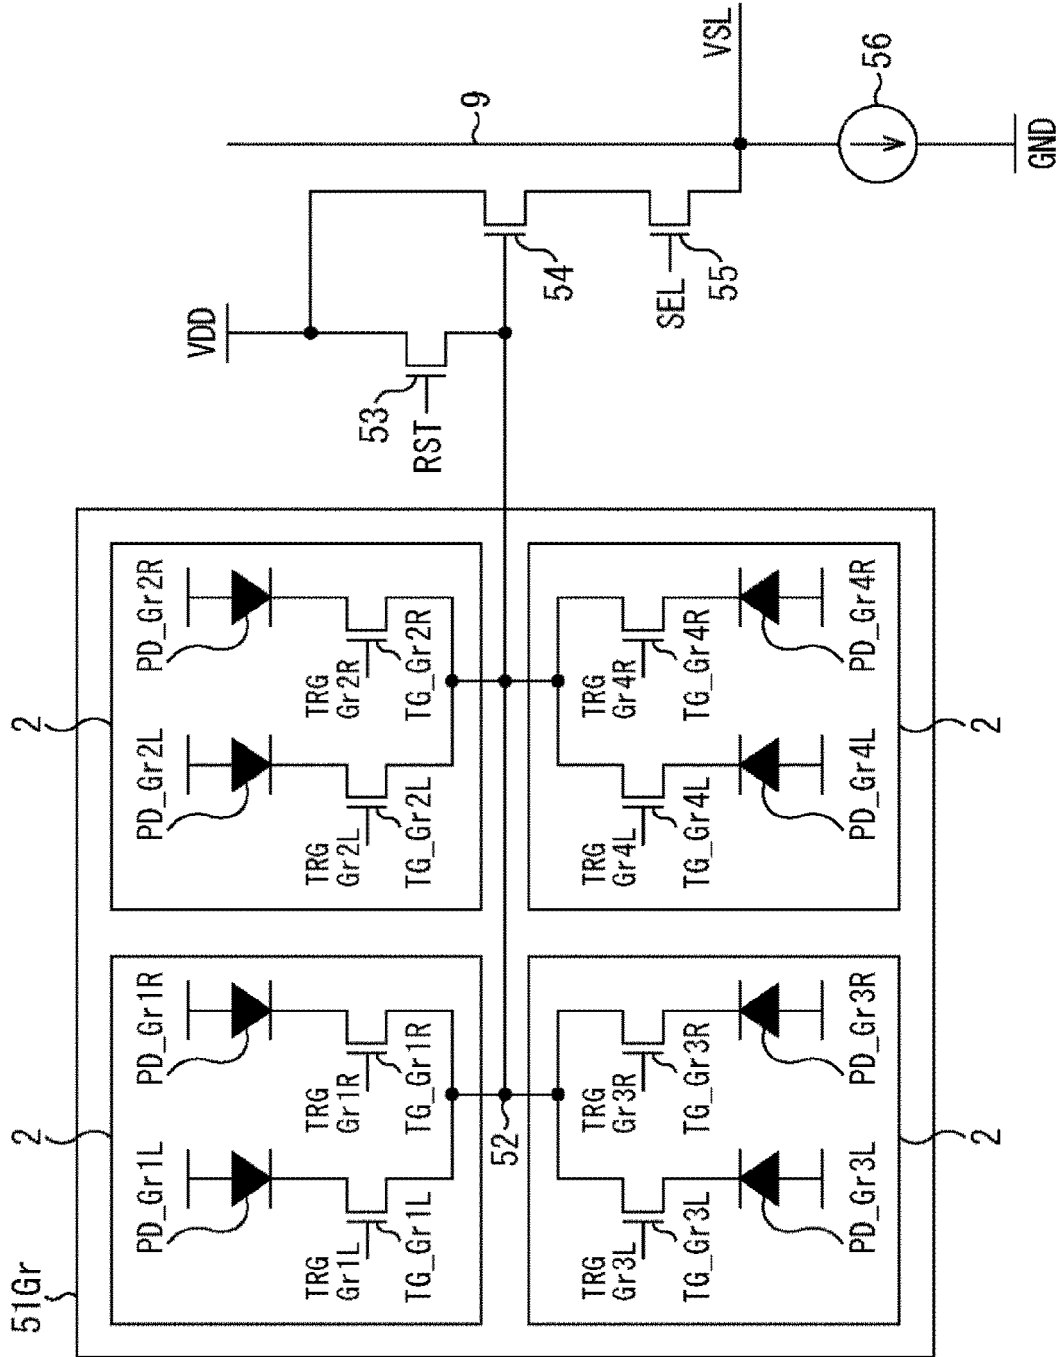 51Gr
2
2
PD_Gr1L
PD_Gr1R
PD_Gr2L
PD_Gr2R
TRG
Gr1L
TG_Gr1L
TRG
Gr1R
TG_Gr1R
TRG
Gr2L
TG_Gr2L
TRG
Gr2R
TG_Gr2R
52
TRG
Gr3L
TG_Gr3L
TRG
Gr3R
TG_Gr3R
TRG
Gr4L
TG_Gr4L
TRG
Gr4R
TG_Gr4R
PD_Gr3L
PD_Gr3R
PD_Gr4L
PD_Gr4R
2
2
VDD
53
RST
9
54
SEL
55
VSL
56
GND